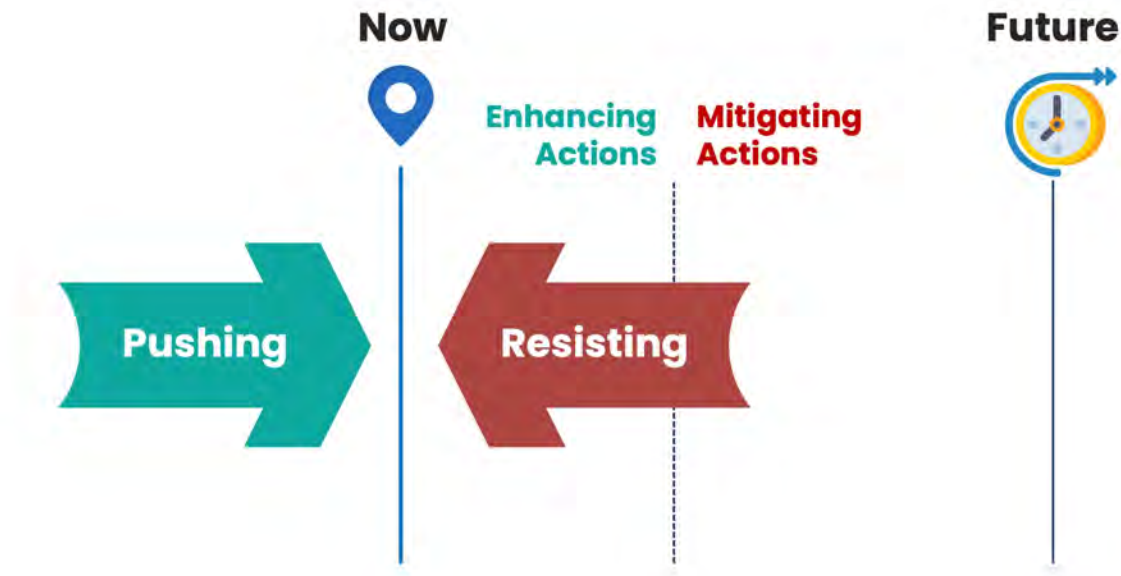 Now
Future
Enhancing
Actions
Mitigating
Actions
Pushing
Resisting